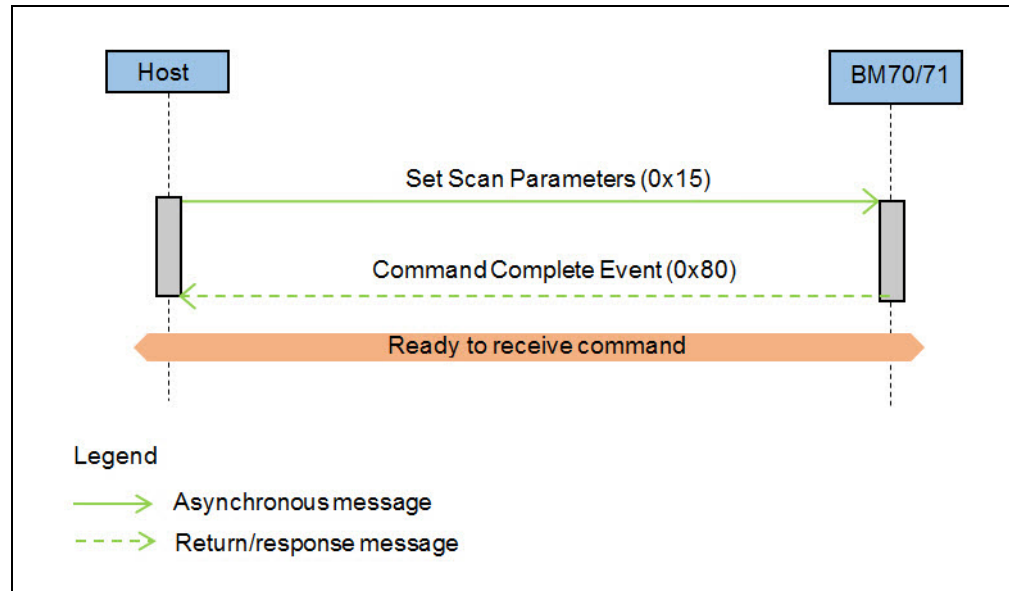 Host
BM70/71
Set Scan Parameters (0x15)
Command Complete Event (0x80)
Ready to receive command
Legend
Asynchronous message
Return/response message